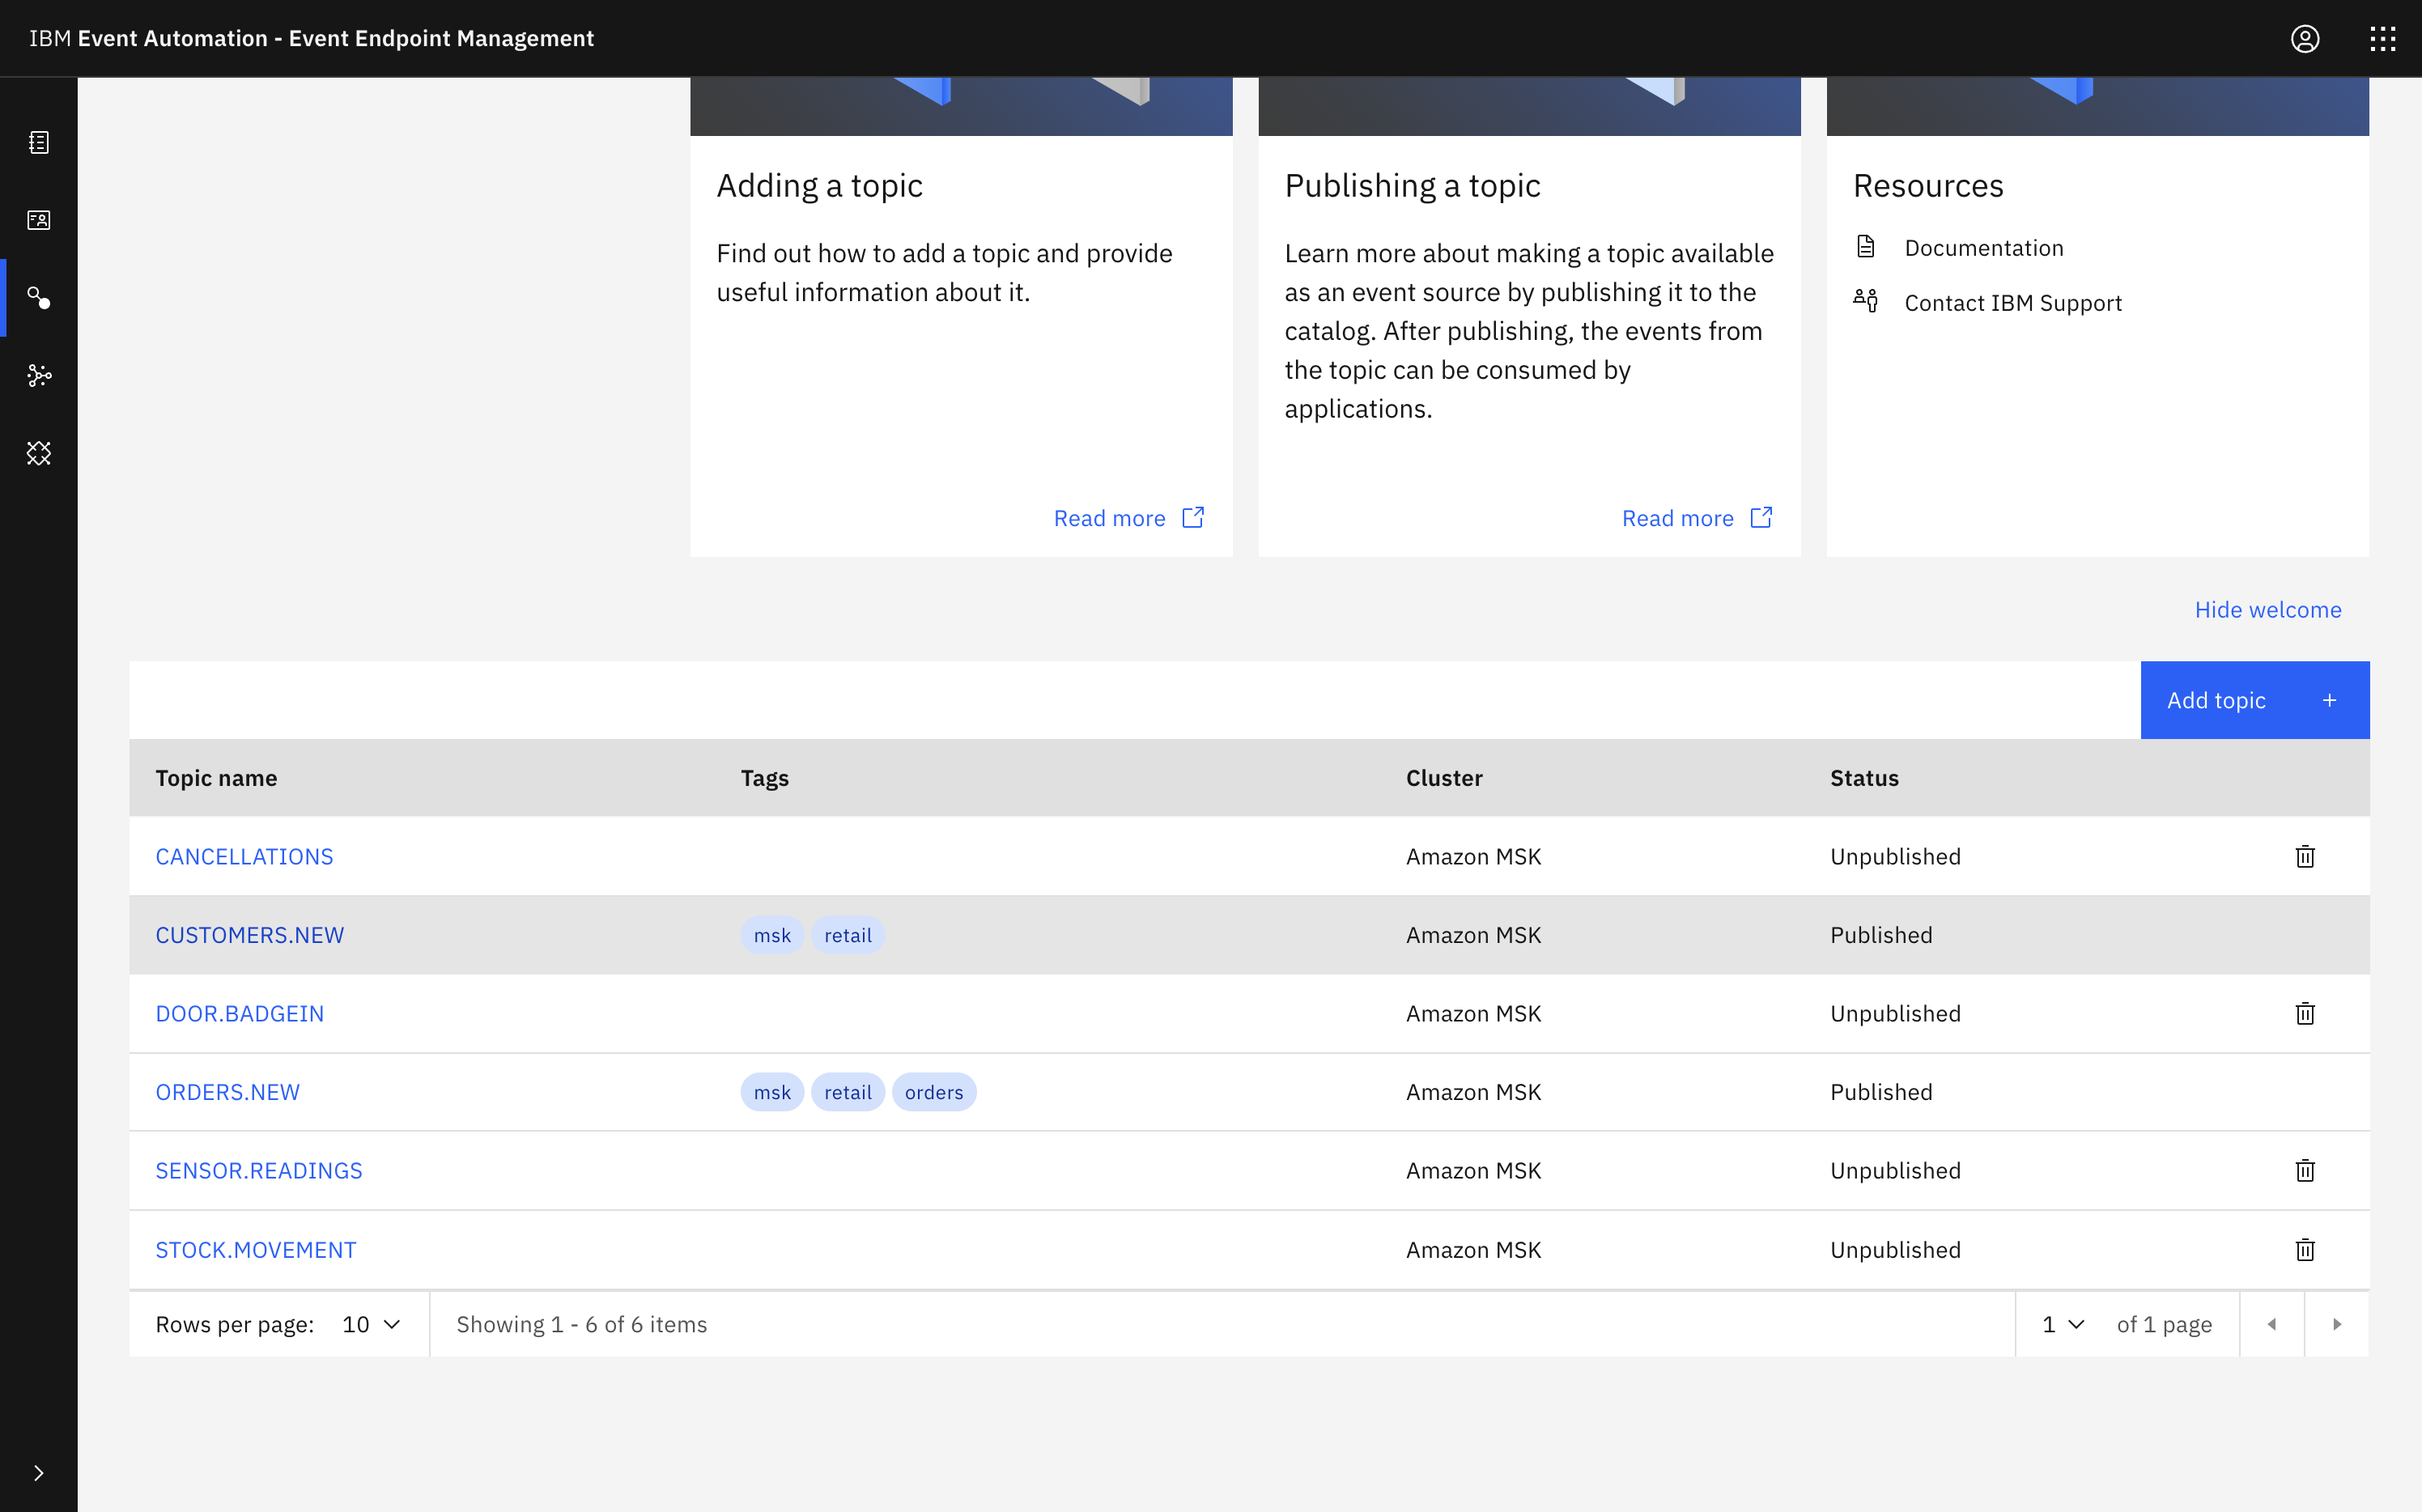 IBM Event Automation - Event Endpoint Management
Adding a topic
Find out how to add a topic and provide
useful information about it.
Read more
Publishing a topic
Learn more about making a topic available
as an event source by publishing it to the
catalog. After publishing, the events from
the topic can be consumed by
applications.
Read more
Resources
Documentation
Contact IBM Support
Hide welcome
Add topic +
Topic name Tags Cluster Status
CANCELLATIONS Amazon MSK Unpublished
CUSTOMERS.NEW msk retail Amazon MSK Published
DOOR.BADGEIN Amazon MSK Unpublished
ORDERS.NEW msk retail orders Amazon MSK Published
SENSOR.READINGS Amazon MSK Unpublished
STOCK.MOVEMENT Amazon MSK Unpublished
Rows per page: 10 Showing 1 - 6 of 6 items 1 of 1 page